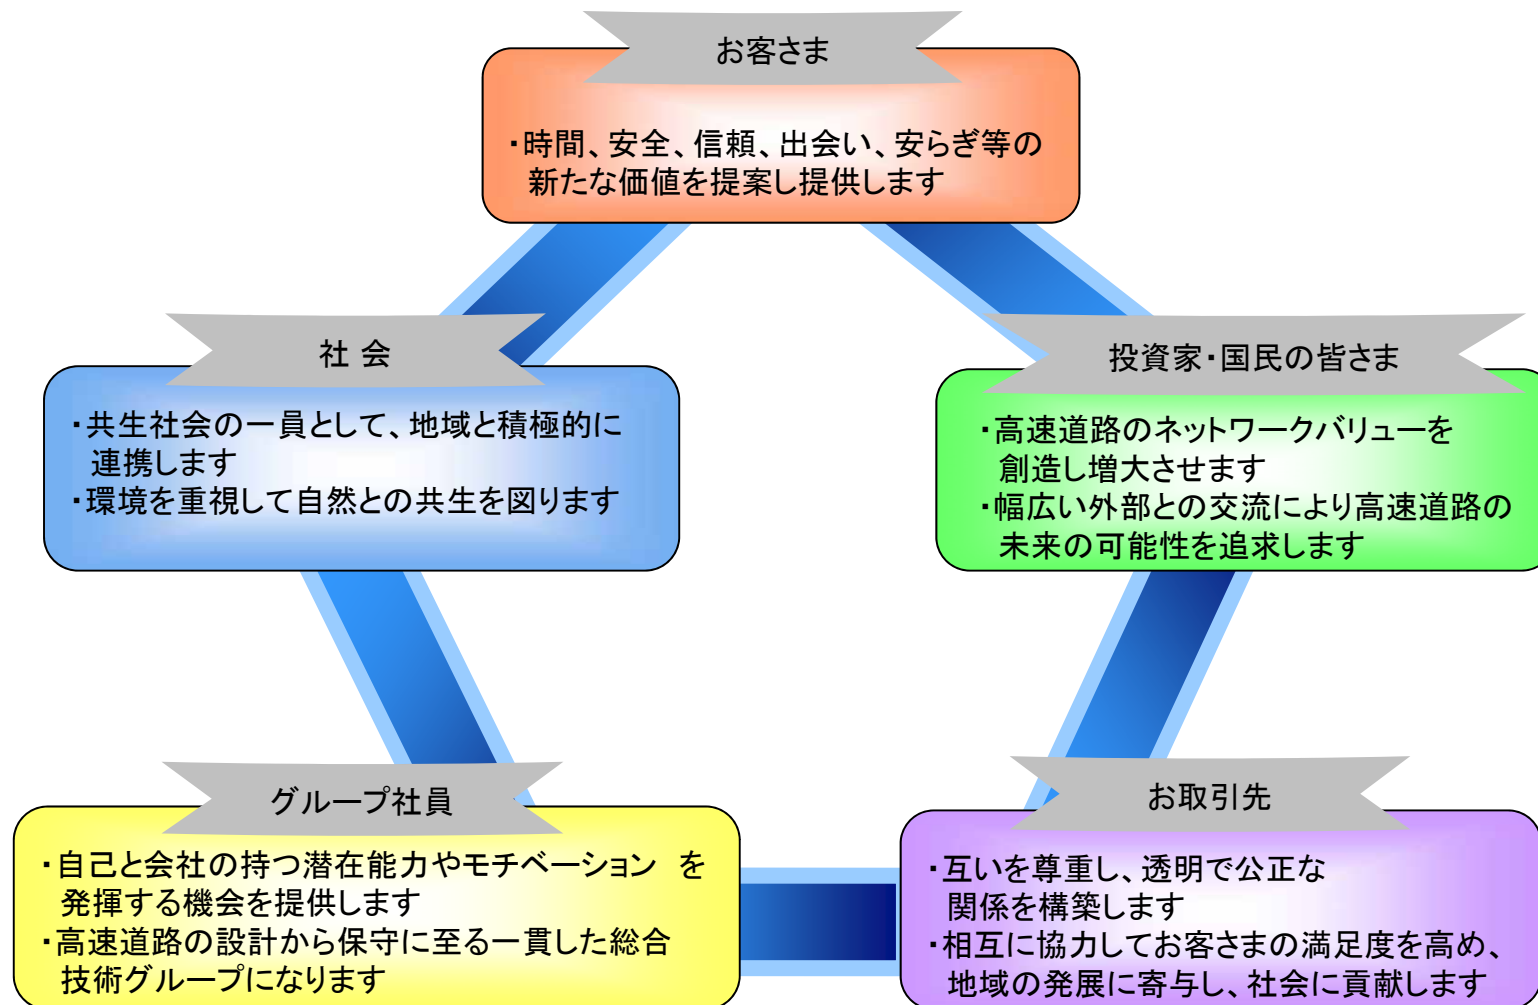 お客さま
・時間、安全、信頼、出会い、安らぎ等の
新たな価値を提案し提供します
社 会
・共生社会の一員として、地域と積極的に
連携します
・環境を重視して自然との共生を図ります
投資家・国民の皆さま
・高速道路のネットワークバリューを
創造し増大させます
・幅広い外部との交流により高速道路の
未来の可能性を追求します
グループ社員
・自己と会社の持つ潜在能力やモチベーション　を
発揮する機会を提供します
・高速道路の設計から保守に至る一貫した総合
技術グループになります
お取引先
・互いを尊重し、透明で公正な
関係を構築します
・相互に協力してお客さまの満足度を高め、
地域の発展に寄与し、社会に貢献します